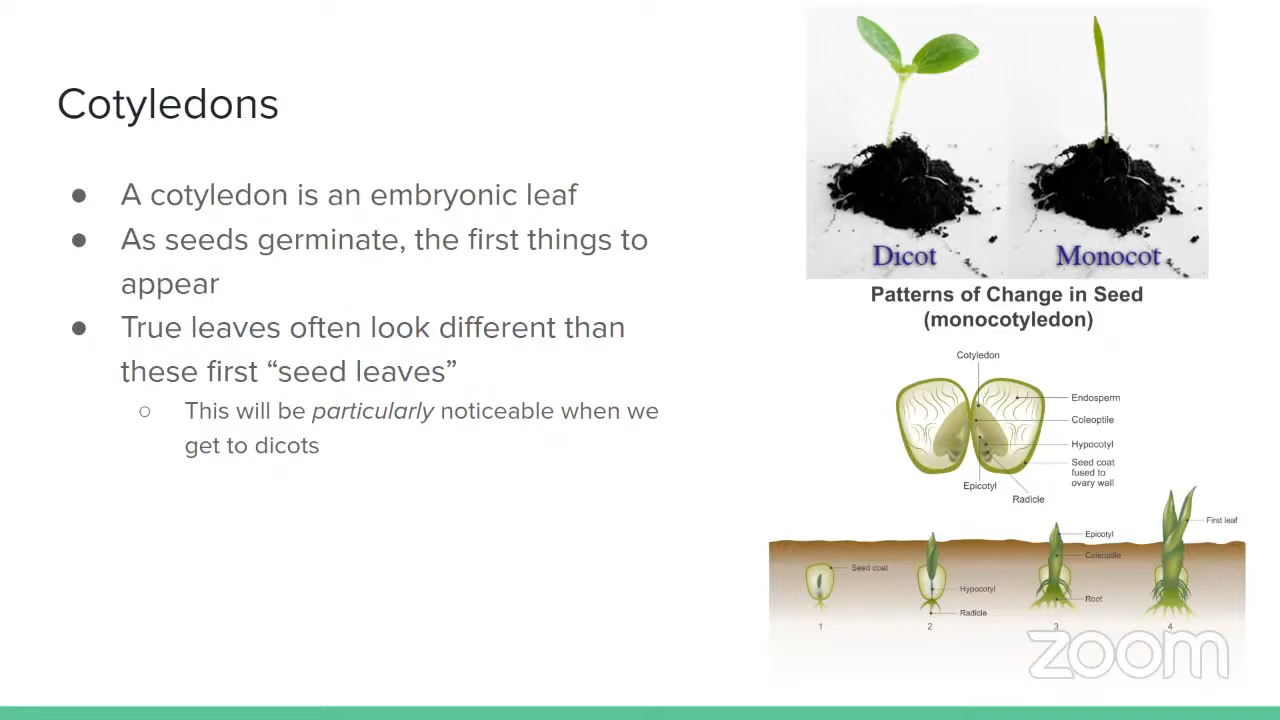 Cotyledons
● A cotyledon is an embryonic leaf
● As seeds germinate, the first things to
appear
● True leaves often look different than
these first “seed leaves”
○ This will be particularly noticeable when we
get to dicots
Dicot
Monocot
Patterns of Change in Seed
(monocotyledon)
Cotyledon
Endosperm
Coleoptile
Hypocotyl
Seed coat
fused to
ovary wall
Epicotyl
Radicle
First leaf
Epicotyl
Coleoptile
Seed coat
Hypocotyl
Root
Radicle
1
2
3
4
zoom